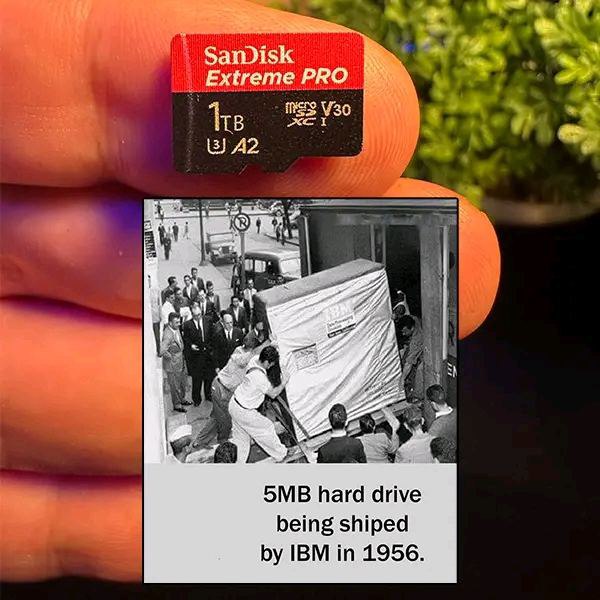 SanDisk
Extreme PRO
1TB
micro SD XC I V30
U3 A2
IBM
5MB hard drive
being shiped
by IBM in 1956.